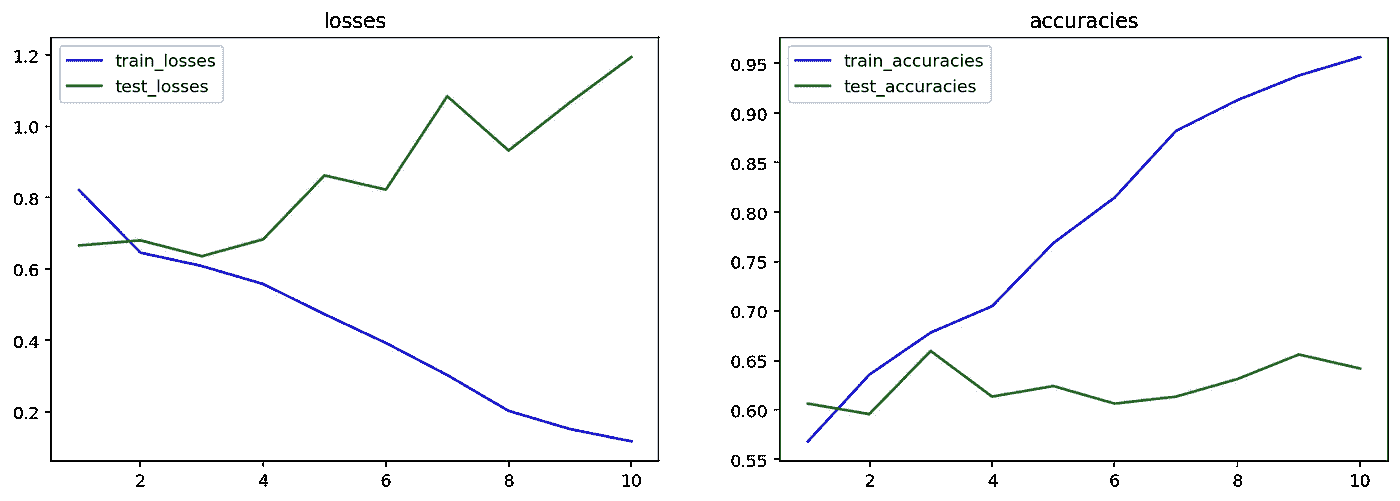 losses
train_losses
test_losses
1.2
1.0
0.8
0.6
0.4
0.2
2 4 6 8 10
accuracies
train_accuracies
test_accuracies
0.95
0.90
0.85
0.80
0.75
0.70
0.65
0.60
0.55
2 4 6 8 10